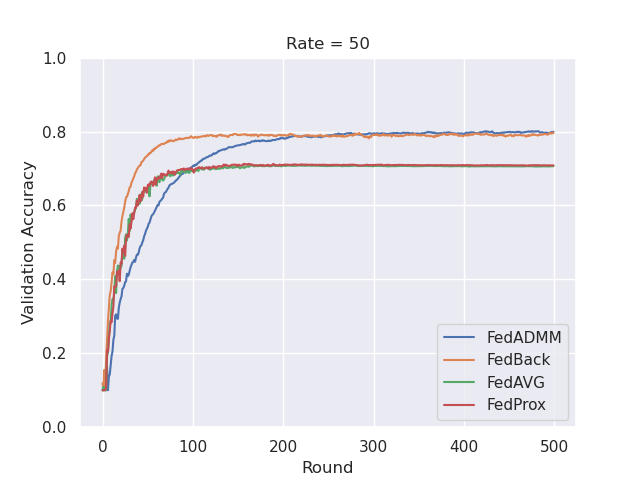 Rate = 50
Validation Accuracy
1.0
0.8
0.6
0.4
0.2
0.0
FedADMM
FedBack
FedAVG
FedProx
0 100 200 300 400 500
Round